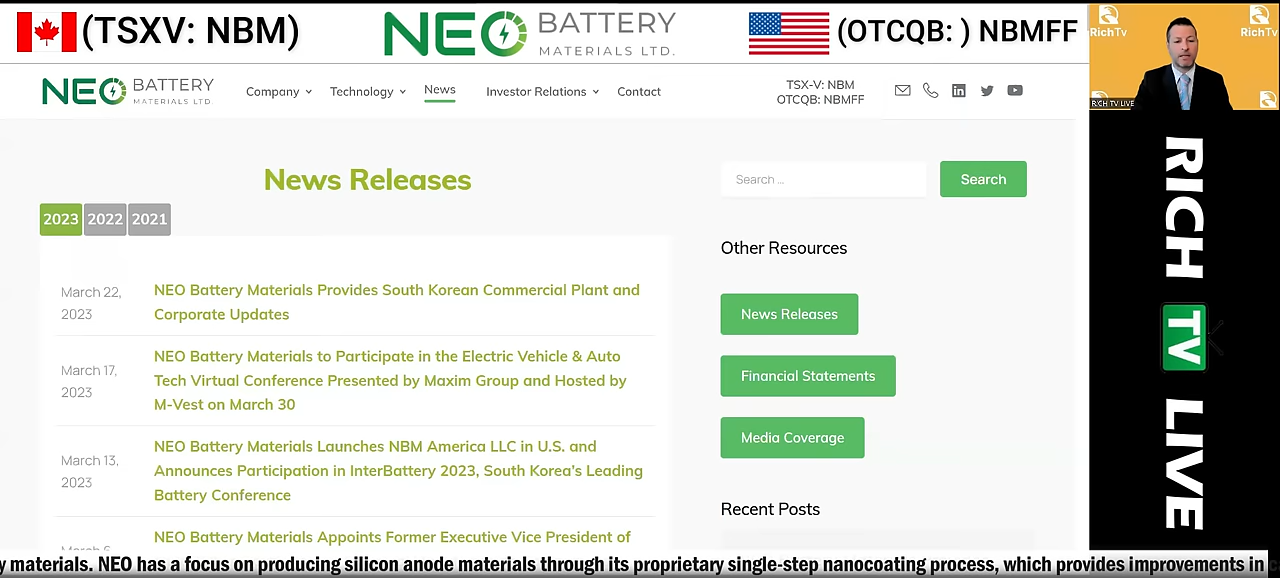 (TSXV: NBM)
NEO BATTERY
MATERIALS LTD.
(OTCQB: ) NBMFF
RichTv
RichTv
RICH TV LIVE
NEO BATTERY
MATERIALS LTD
Company
Technology
News
Investor Relations
Contact
TSX-V: NBM
OTCQB: NBMFF
News Releases
2023 2022 2021
March 22,
2023
NEO Battery Materials Provides South Korean Commercial Plant and
Corporate Updates
March 17,
2023
NEO Battery Materials to Participate in the Electric Vehicle & Auto
Tech Virtual Conference Presented by Maxim Group and Hosted by
M-Vest on March 30
March 13,
2023
NEO Battery Materials Launches NBM America LLC in U.S. and
Announces Participation in InterBattery 2023, South Korea's Leading
Battery Conference
March 6,
NEO Battery Materials Appoints Former Executive Vice President of
Search ...
Search
Other Resources
News Releases
Financial Statements
Media Coverage
Recent Posts
RICH TV LIVE
y materials. NEO has a focus on producing silicon anode materials through its proprietary single-step nanocoating process, which provides improvements in